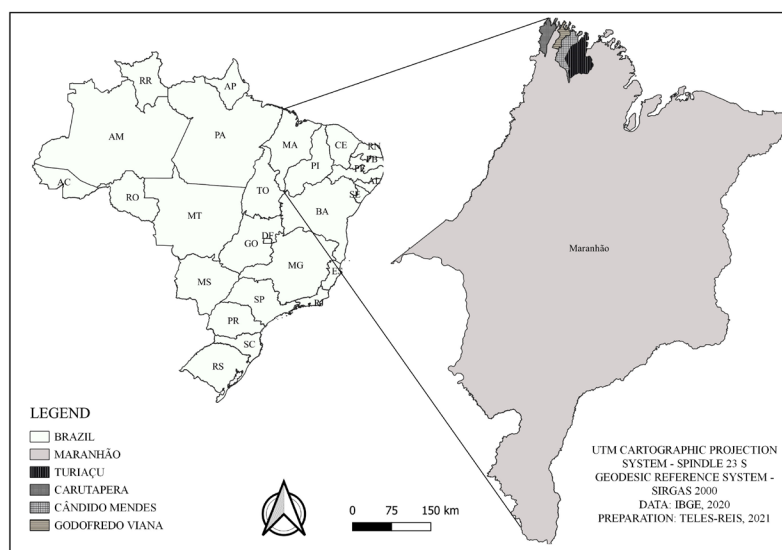 RR
AP
AM
PA
MA
CE
RN
PB
PI
PE
AL
SE
AC
RO
TO
MT
BA
DF
GO
MG
ES
MS
SP
RJ
PR
SC
RS
Maranhão
LEGEND
BRAZIL
MARANHÃO
TURIAÇU
CARUTAPERA
CÂNDIDO MENDES
GODOFREDO VIANA
0 75 150 km
UTM CARTOGRAPHIC PROJECTION
SYSTEM - SPINDLE 23 S
GEODESIC REFERENCE SYSTEM -
SIRGAS 2000
DATA: IBGE, 2020
PREPARATION: TELES-REIS, 2021